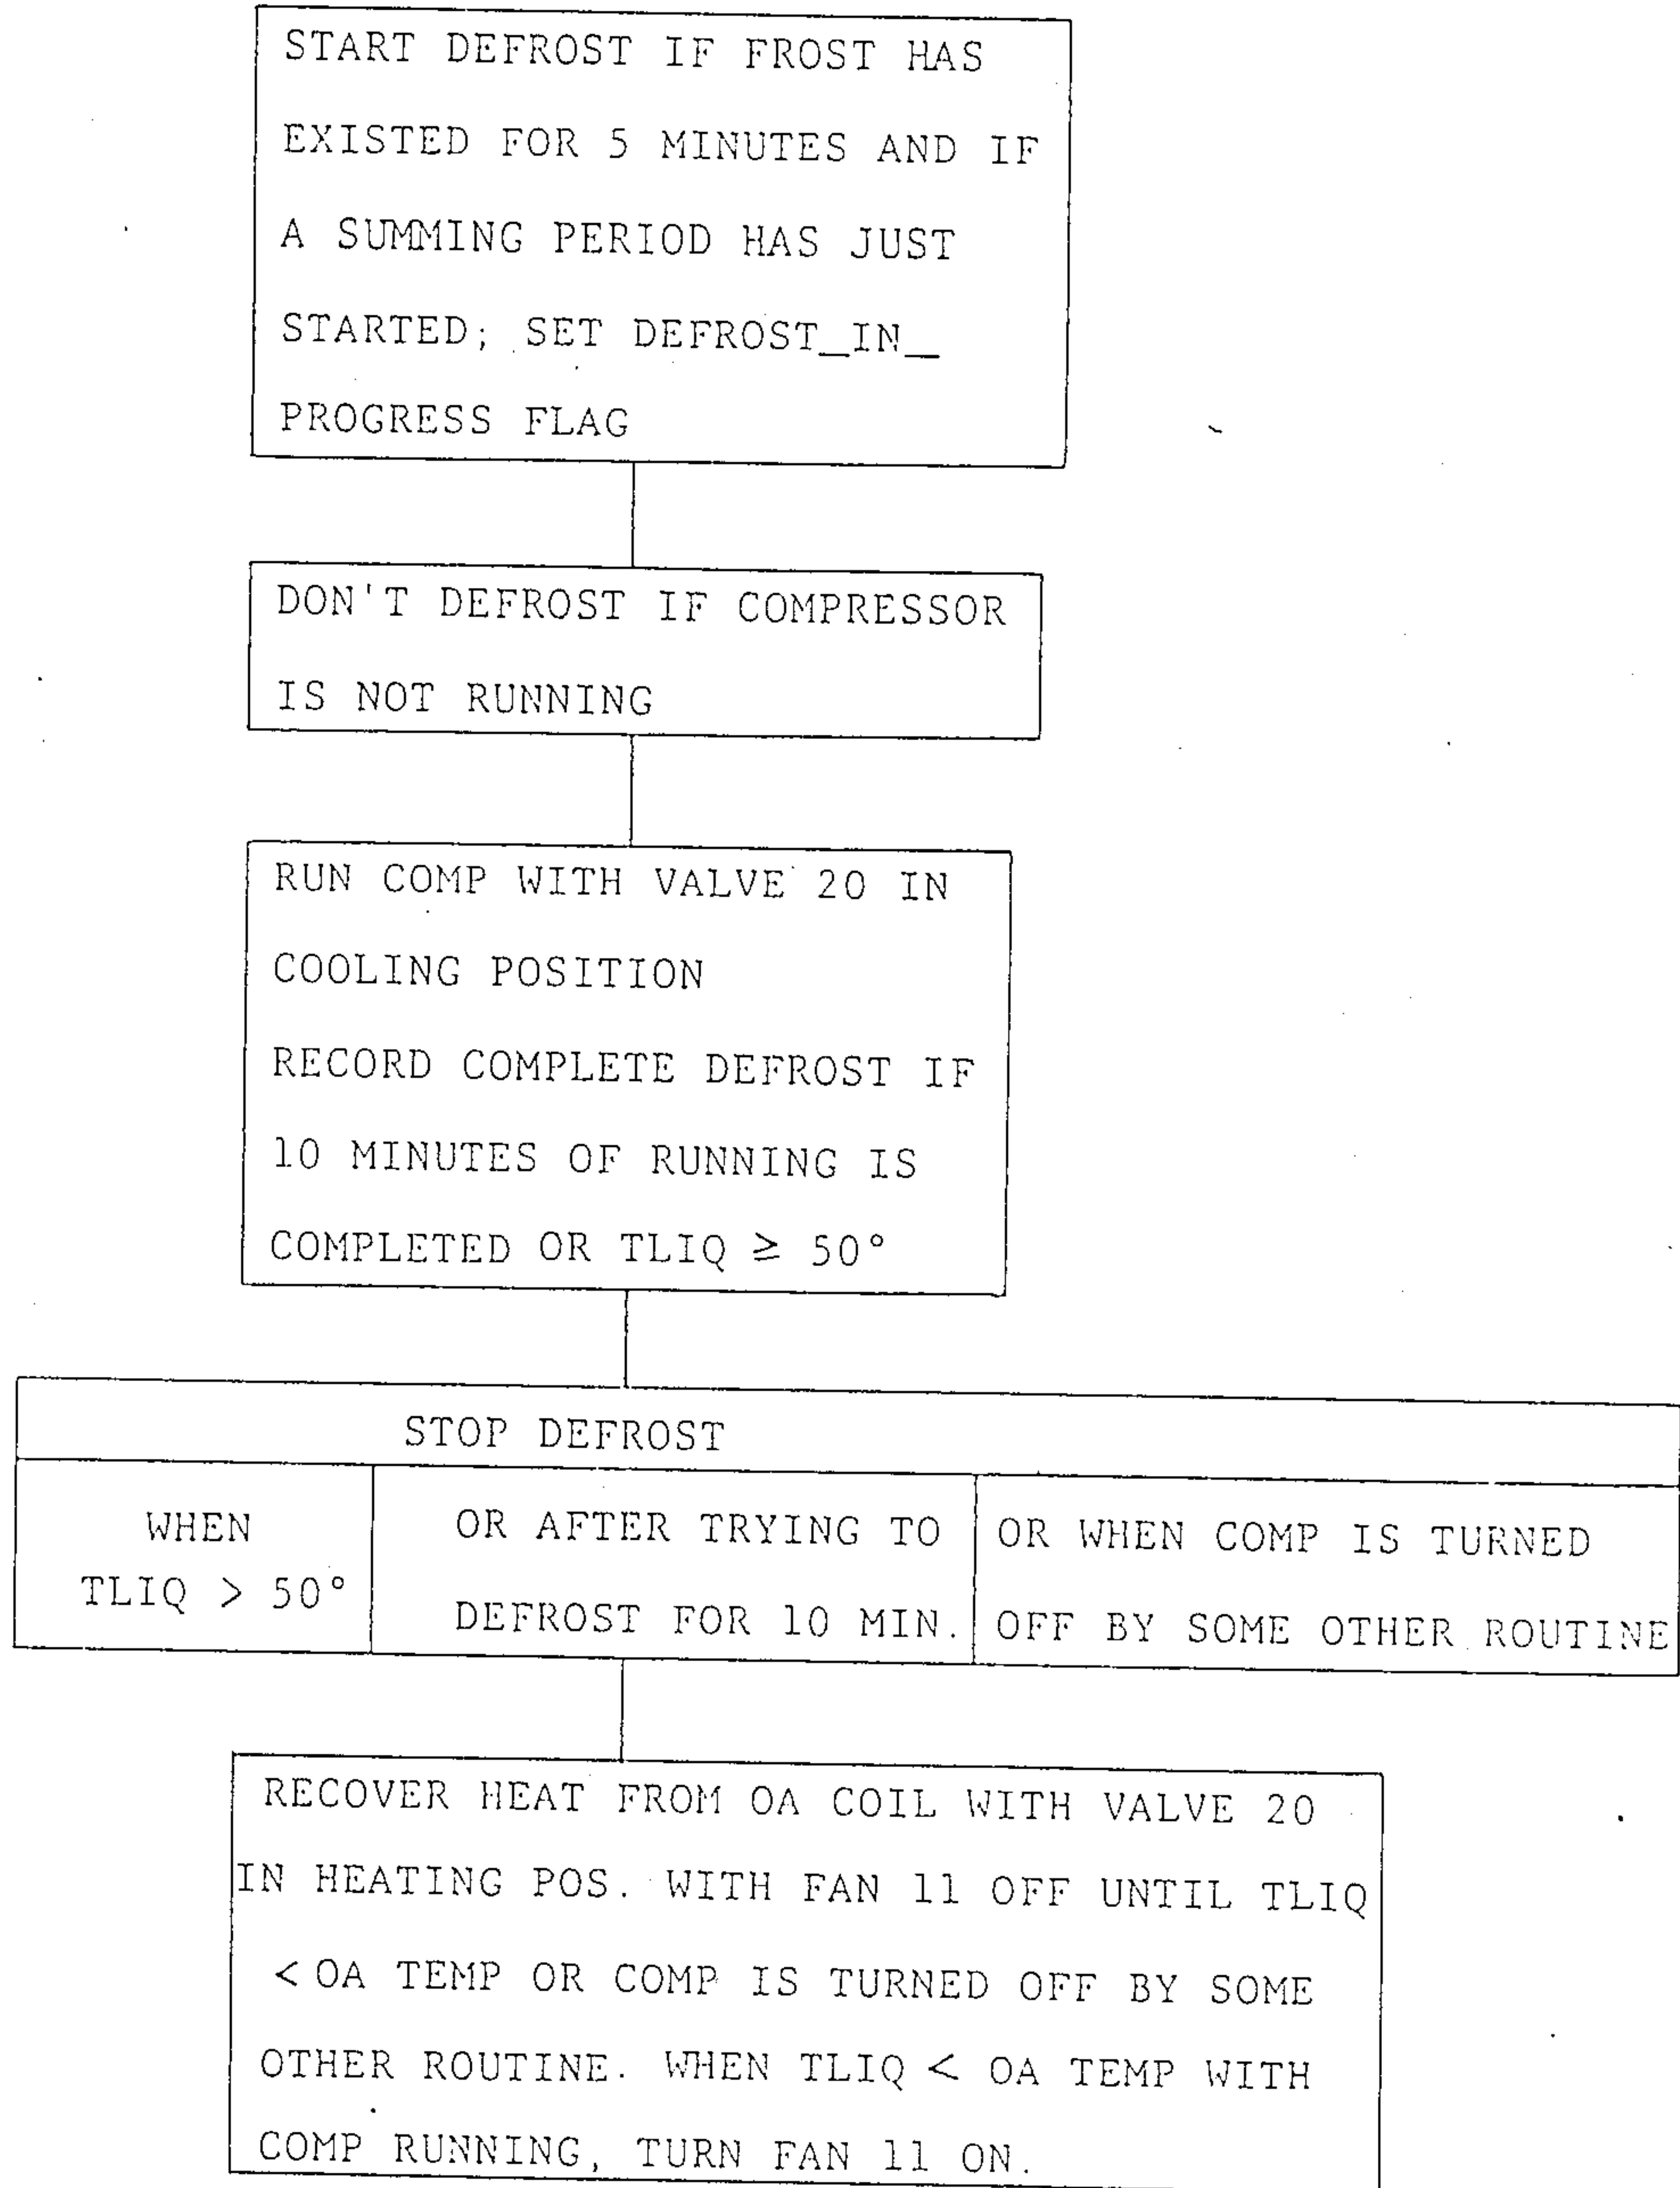 START DEFROST IF FROST HAS
EXISTED FOR 5 MINUTES AND IF
A SUMMING PERIOD HAS JUST
STARTED; SET DEFROST_IN_
PROGRESS FLAG
DON'T DEFROST IF COMPRESSOR
IS NOT RUNNING
RUN COMP WITH VALVE 20 IN
COOLING POSITION
RECORD COMPLETE DEFROST IF
10 MINUTES OF RUNNING IS
COMPLETED OR TLIQ ≥ 50°
STOP DEFROST
WHEN
TLIQ > 50°
OR AFTER TRYING TO
DEFROST FOR 10 MIN.
OR WHEN COMP IS TURNED
OFF BY SOME OTHER ROUTINE
RECOVER HEAT FROM OA COIL WITH VALVE 20
IN HEATING POS. WITH FAN 11 OFF UNTIL TLIQ
< OA TEMP OR COMP IS TURNED OFF BY SOME
OTHER ROUTINE. WHEN TLIQ < OA TEMP WITH
COMP RUNNING, TURN FAN 11 ON.